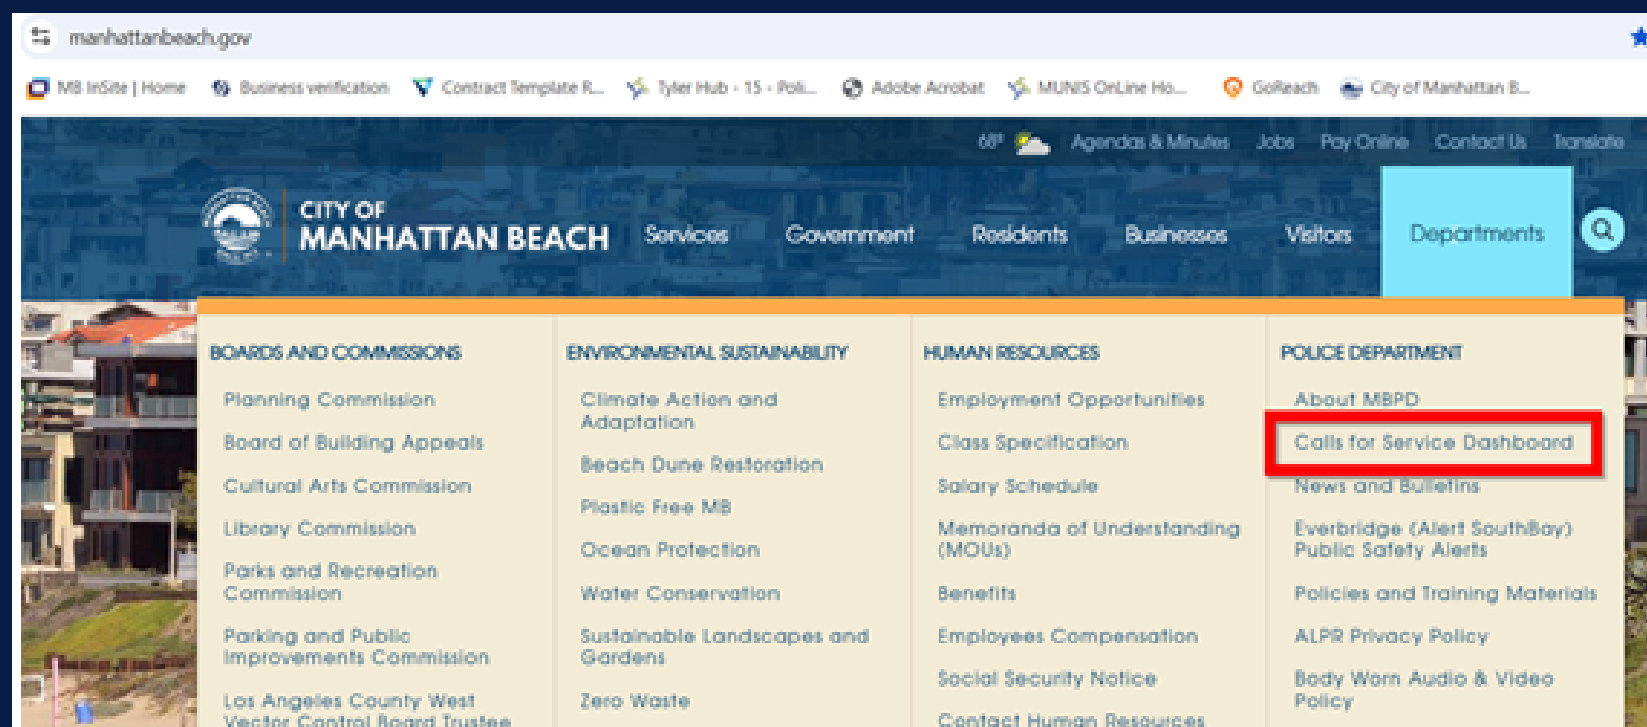 manhattanbeach.gov
MB InSite | Home Business verification Contract Template R... Tyler Hub - 15 - Poli... Adobe Acrobat MUNIS OnLine Ho... GoReach City of Manhattan B...
68° Agendas & Minutes Jobs Pay Online Contact Us Translate
CITY OF
MANHATTAN BEACH
Services Government Residents Businesses Visitors Departments
BOARDS AND COMMISSIONS
Planning Commission
Board of Building Appeals
Cultural Arts Commission
Library Commission
Parks and Recreation
Commission
Parking and Public
Improvements Commission
Los Angeles County West
Vector Control Board Trustee
ENVIRONMENTAL SUSTAINABILITY
Climate Action and
Adaptation
Beach Dune Restoration
Plastic Free MB
Ocean Protection
Water Conservation
Sustainable Landscapes and
Gardens
Zero Waste
HUMAN RESOURCES
Employment Opportunities
Class Specification
Salary Schedule
Memoranda of Understanding
(MOUs)
Benefits
Employees Compensation
Social Security Notice
Contact Human Resources
POLICE DEPARTMENT
About MBPD
Calls for Service Dashboard
News and Bulletins
Everbridge (Alert SouthBay)
Public Safety Alerts
Policies and Training Materials
ALPR Privacy Policy
Body Worn Audio & Video
Policy